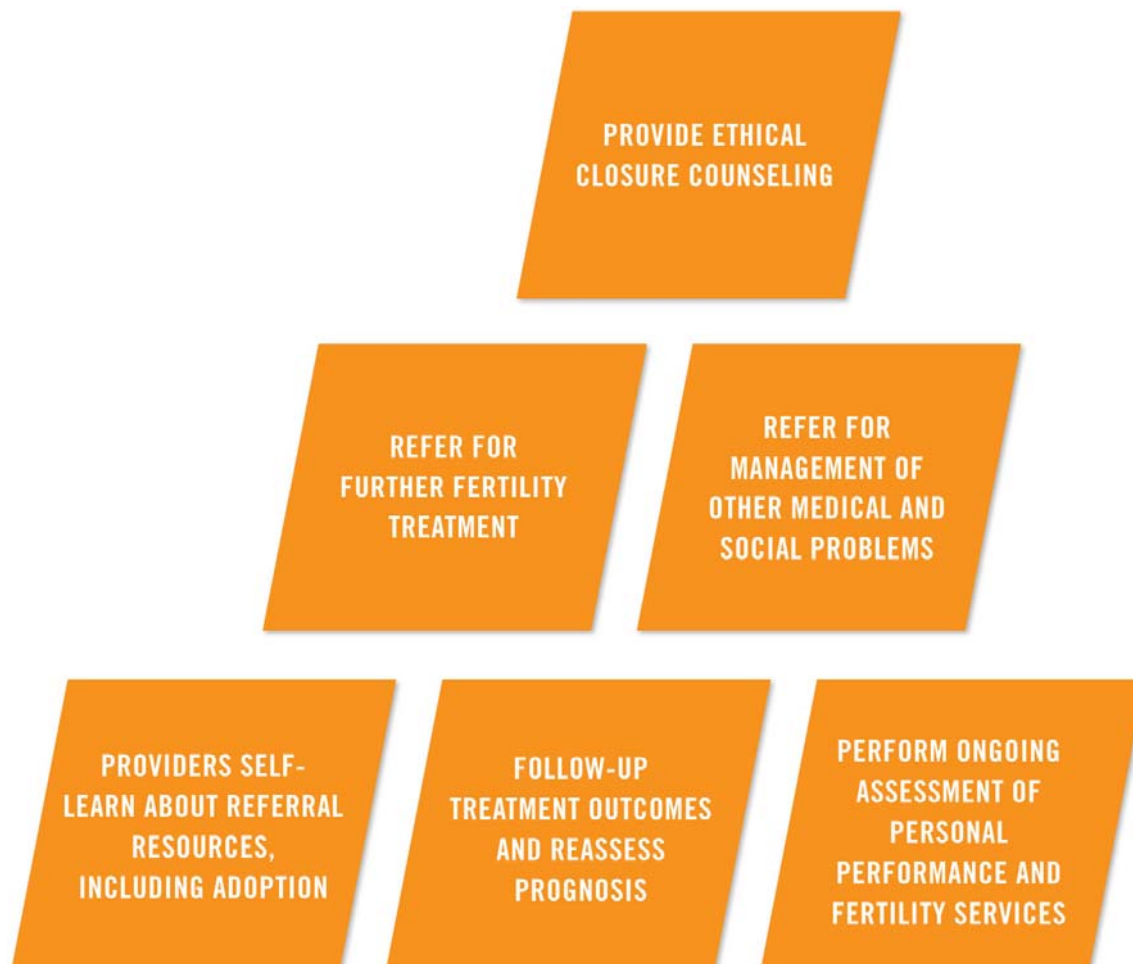 PROVIDE ETHICAL
CLOSURE COUNSELING
REFER FOR
FURTHER FERTILITY
TREATMENT
REFER FOR
MANAGEMENT OF
OTHER MEDICAL AND
SOCIAL PROBLEMS
PROVIDERS SELF-
LEARN ABOUT REFERRAL
RESOURCES,
INCLUDING ADOPTION
FOLLOW-UP
TREATMENT OUTCOMES
AND REASSESS
PROGNOSIS
PERFORM ONGOING
ASSESSMENT OF
PERSONAL
PERFORMANCE AND
FERTILITY SERVICES